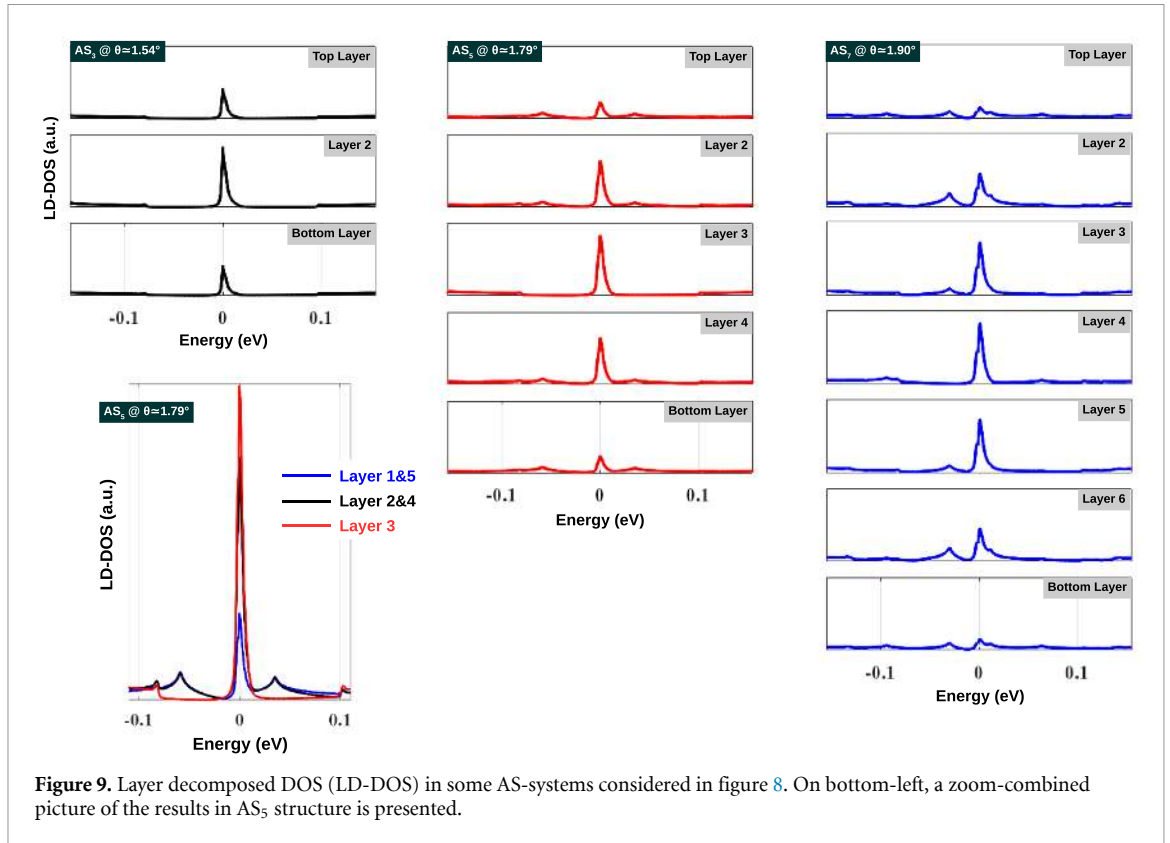 AS₃ @ θ≃1.54°
Top Layer
Layer 2
Bottom Layer
LD-DOS (a.u.)
-0.1 0 0.1
Energy (eV)
AS₅ @ θ≃1.79°
Layer 1&5
Layer 2&4
Layer 3
LD-DOS (a.u.)
-0.1 0 0.1
Energy (eV)
AS₅ @ θ≃1.79°
Top Layer
Layer 2
Layer 3
Layer 4
Bottom Layer
-0.1 0 0.1
Energy (eV)
AS₇ @ θ≃1.90°
Top Layer
Layer 2
Layer 3
Layer 4
Layer 5
Layer 6
Bottom Layer
-0.1 0 0.1
Energy (eV)
Figure 9. Layer decomposed DOS (LD-DOS) in some AS-systems considered in figure 8. On bottom-left, a zoom-combined
picture of the results in AS₅ structure is presented.